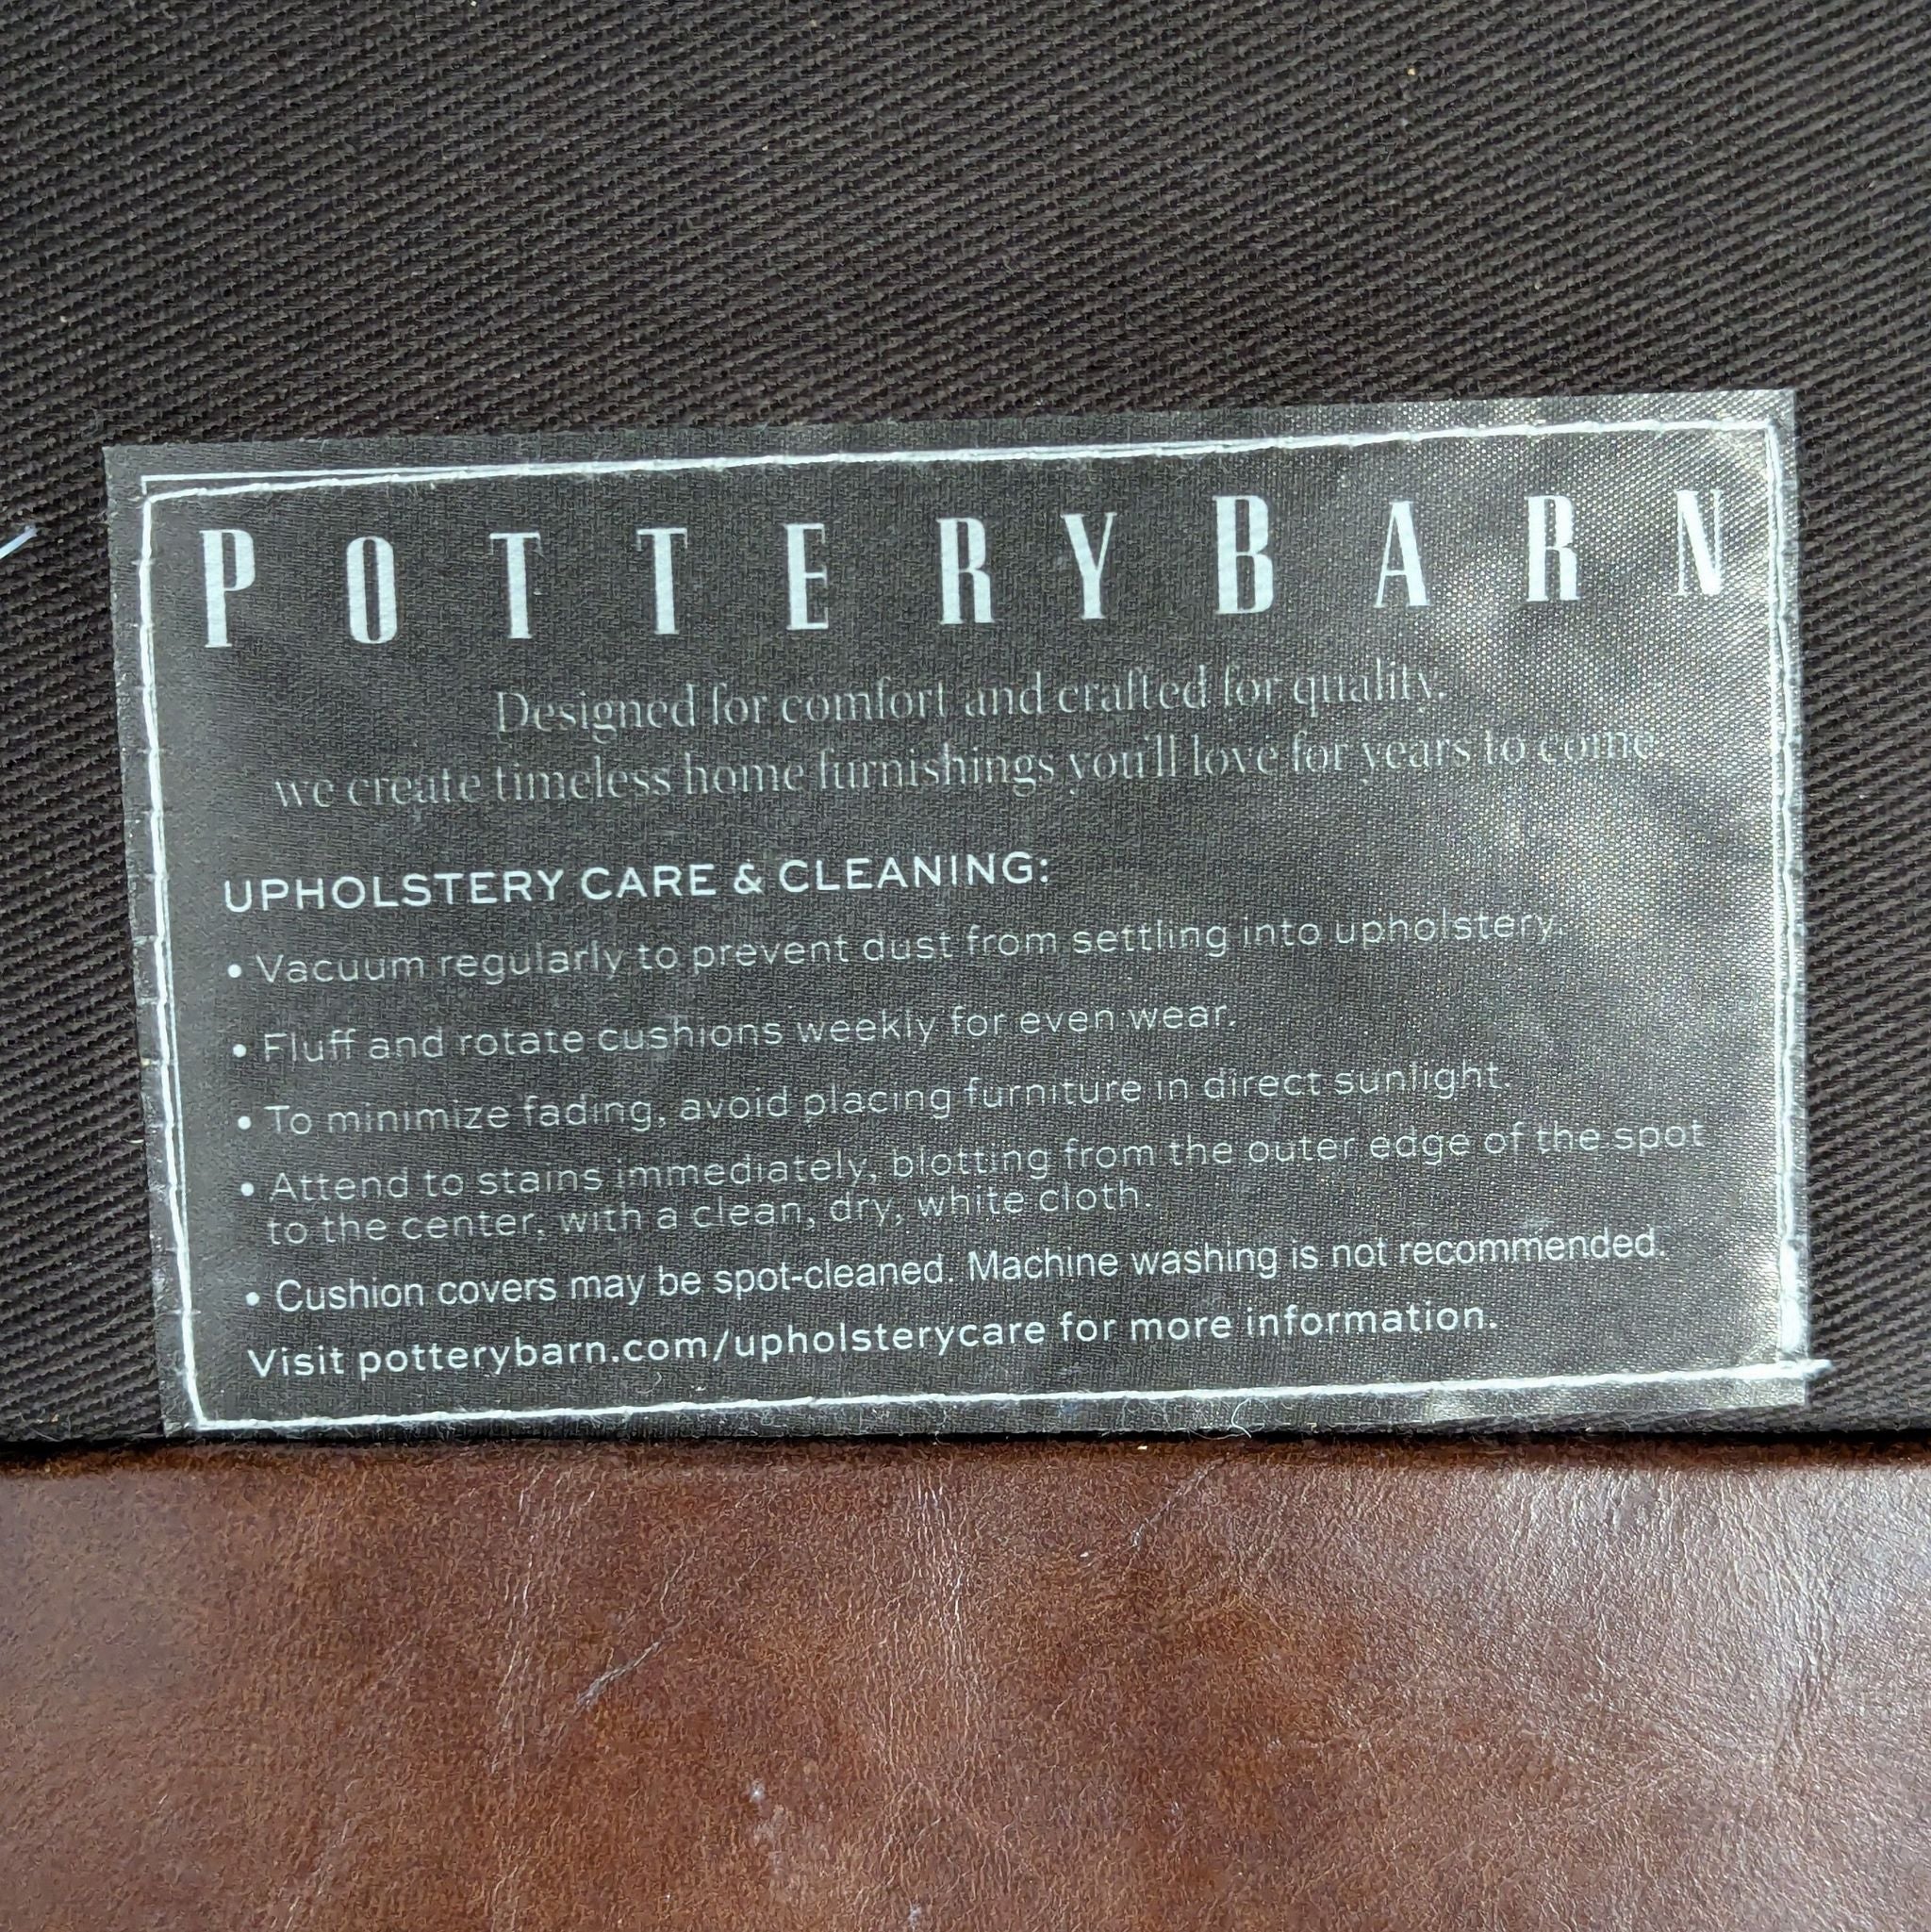 POTTERYBARN
Designed for comfort and crafted for quality.
we create timeless home furnishings you'll love for years to come
UPHOLSTERY CARE & CLEANING:
• Vacuum regularly to prevent dust from settling into upholstery.
• Fluff and rotate cushions weekly for even wear.
• To minimize fading, avoid placing furniture in direct sunlight.
• Attend to stains immediately, blotting from the outer edge of the spot
to the center, with a clean, dry, white cloth.
• Cushion covers may be spot-cleaned. Machine washing is not recommended.
Visit potterybarn.com/upholsterycare for more information.